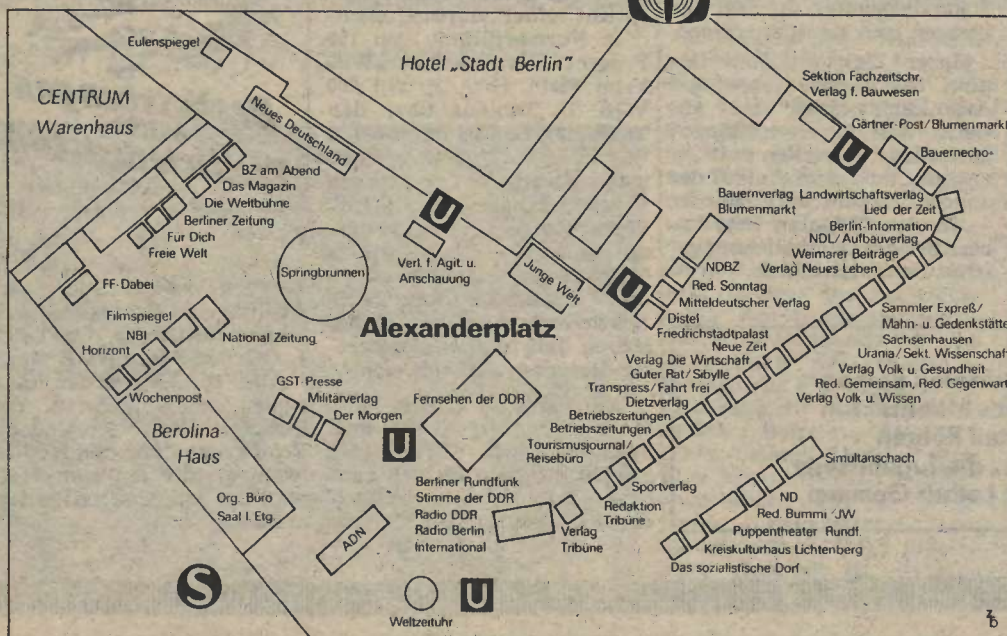 Eulenspiegel
CENTRUM
Warenhaus
Hotel „Stadt Berlin"
Neues Deutschland
BZ am Abend
Das Magazin
Die Weltbühne
Berliner Zeitung
Für Dich
Freie Welt
FF-Dabei
Springbrunnen
U
Verl. f. Agit. u.
Anschauung
Junge Welt
Sektion Fachzeitschr.
Verlag f. Bauwesen
U
Gärtner-Post/Blumenmarkt
Bauernecho
Bauernverlag Landwirtschaftsverlag
Blumenmarkt
Lied der Zeit
Berlin-Information
NDL/Aufbauverlag
Weimarer Beiträge
Verlag Neues Leben
U
NDBZ
Red. Sonntag
Mitteldeutscher Verlag
Distel
Friedrichstadtpalast
Neue Zeit
Verlag Die Wirtschaft
Guter Rat/Sibylle
Transpress/Fahrt frei
Dietzverlag
Betriebszeitungen
Betriebszeitungen
Tourismusjournal/
Reisebüro
Sammler Expreß/
Mahn- u. Gedenkstätte
Sachsenhausen
Urania/Sekt. Wissenschaft
Verlag Volk u. Gesundheit
Red. Gemeinsam, Red. Gegenwart
Verlag Volk u. Wissen
Alexanderplatz
Filmspiegel
NBI
Horizont
National Zeitung
Wochenpost
Berolina-
Haus
Org. Büro
Saal I. Etg.
GST-Presse
Militärverlag
Der Morgen
U
Fernsehen der DDR
Berliner Rundfunk
Stimme der DDR
Radio DDR
Radio Berlin
International
ADN
Verlag
Tribüne
Redaktion
Tribüne
Sportverlag
Simultanschach
ND
Red. Bummi/JW
Puppentheater Rundf.
Kreiskulturhaus Lichtenberg
Das sozialistische Dorf
S
Weltzeituhr
U